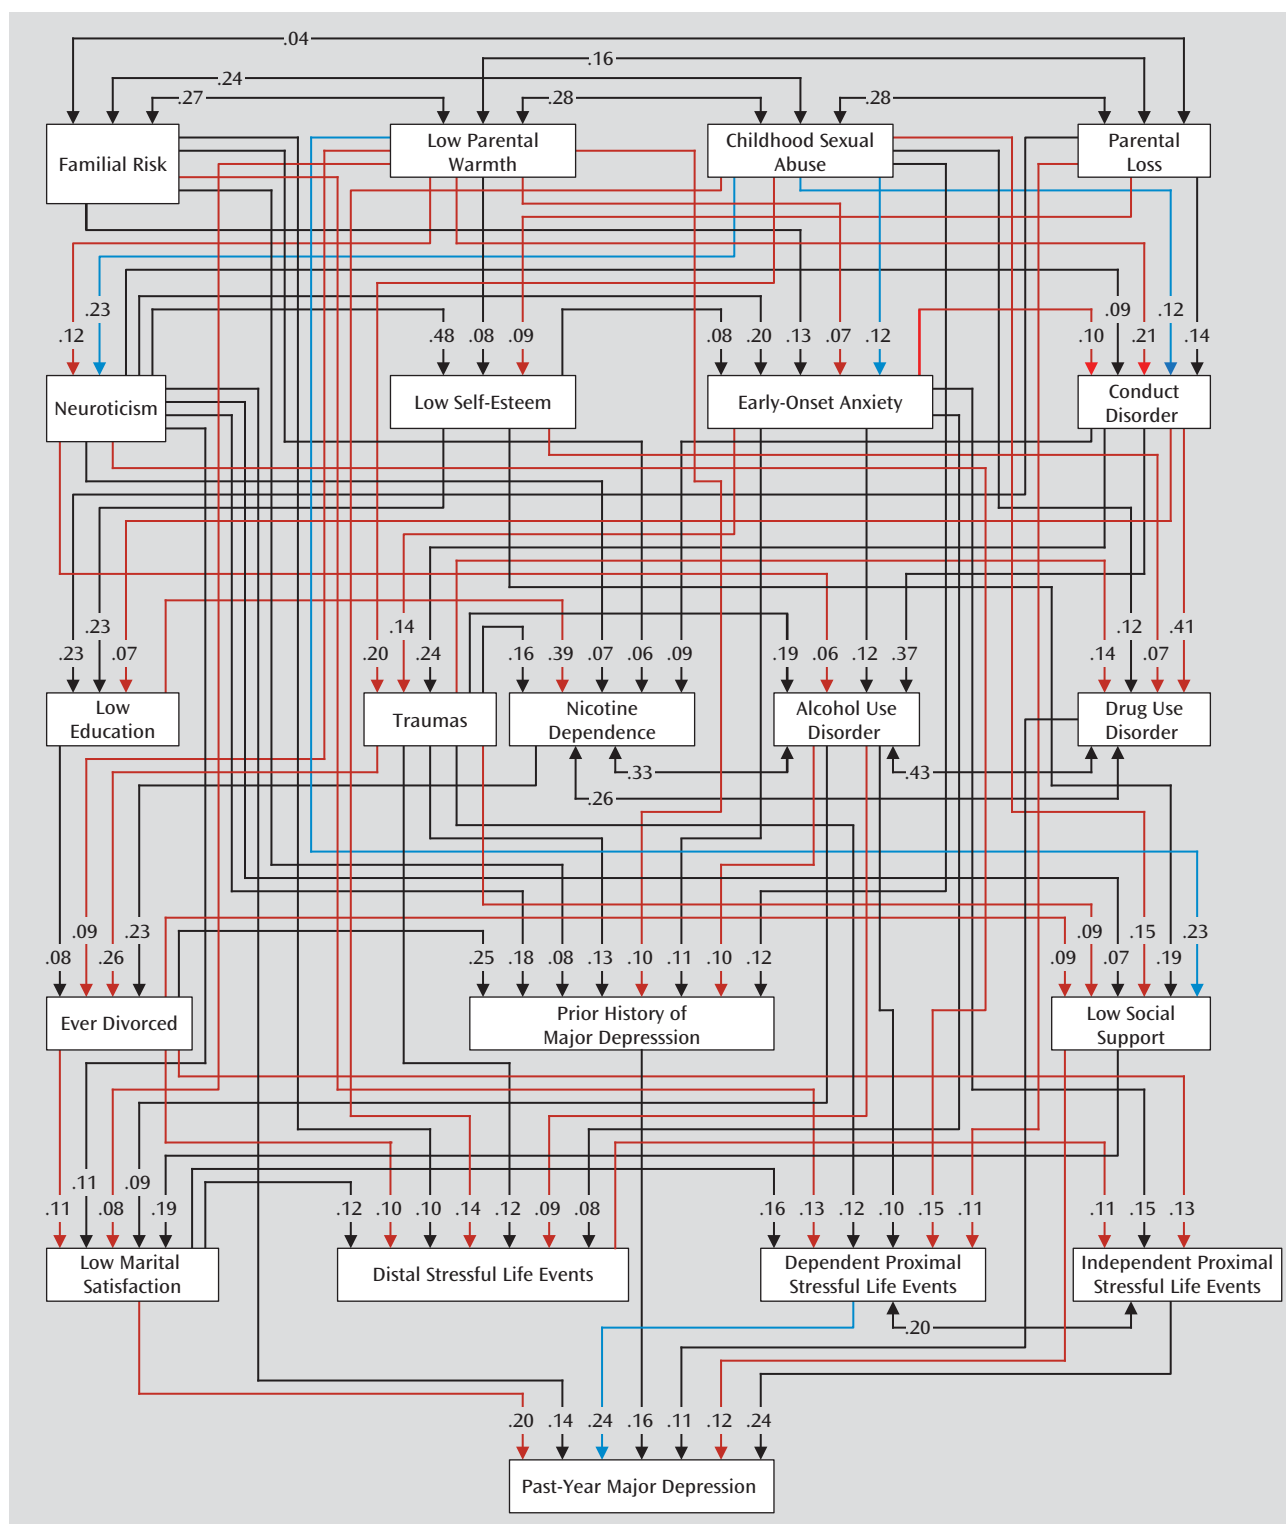 .04
.16
.24
.27
.28
.28
Familial Risk
Low Parental
Warmth
Childhood Sexual
Abuse
Parental
Loss
.23
.12
.48
.08
.09
.08
.20
.13
.07
.12
.09
.12
.10
.21
.14
Neuroticism
Low Self-Esteem
Early-Onset Anxiety
Conduct
Disorder
.23
.23
.07
.14
.20
.24
.16
.39
.07
.06
.09
.19
.06
.12
.37
.12
.41
.14
.07
Low
Education
Traumas
Nicotine
Dependence
Alcohol Use
Disorder
Drug Use
Disorder
.33
.43
.26
.09
.23
.08
.26
.25
.18
.08
.13
.10
.11
.10
.12
.09
.15
.23
.09
.07
.19
Ever Divorced
Prior History of
Major Depresssion
Low Social
Support
.11
.09
.11
.08
.19
.12
.10
.10
.14
.12
.09
.08
.16
.13
.12
.10
.15
.11
.11
.15
.13
Low Marital
Satisfaction
Distal Stressful Life Events
Dependent Proximal
Stressful Life Events
Independent Proximal
Stressful Life Events
.20
.20
.14
.24
.16
.11
.12
.24
Past-Year Major Depression